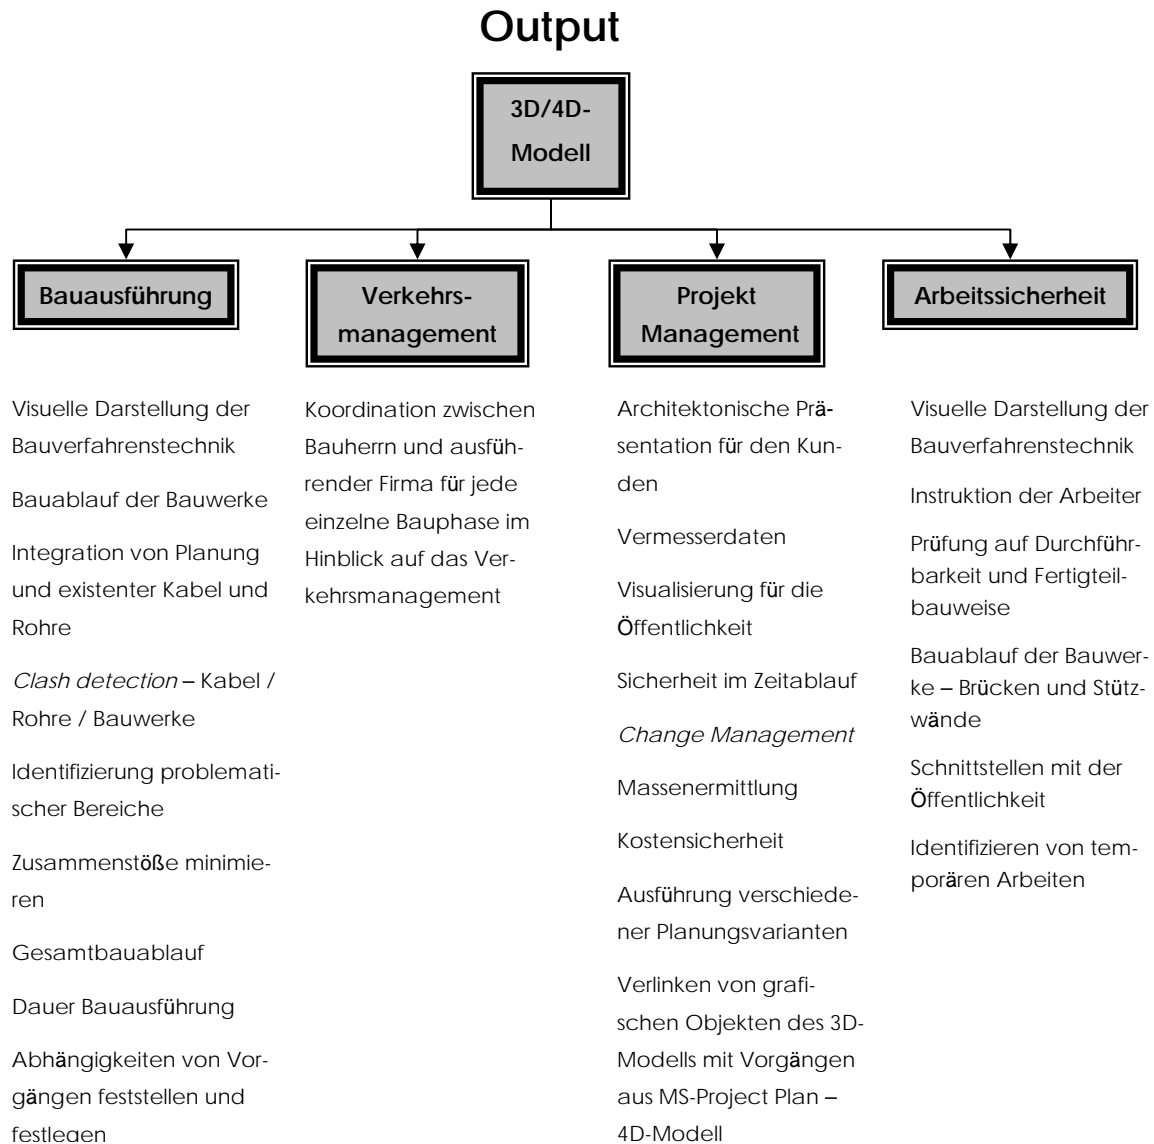 Output
3D/4D-
Modell
Bauausführung
Verkehrs-
management
Projekt
Management
Arbeitssicherheit
Visuelle Darstellung der
Bauverfahrenstechnik
Bauablauf der Bauwerke
Integration von Planung
und existenter Kabel und
Rohre
Clash detection – Kabel /
Rohre / Bauwerke
Identifizierung problemati-
scher Bereiche
Zusammenstöße minimie-
ren
Gesamtbauablauf
Dauer Bauausführung
Abhängigkeiten von Vor-
gängen feststellen und
festlegen
Koordination zwischen
Bauherrn und ausfüh-
render Firma für jede
einzelne Bauphase im
Hinblick auf das Ver-
kehrsmanagement
Architektonische Prä-
sentation für den Kun-
den
Vermesserdaten
Visualisierung für die
Öffentlichkeit
Sicherheit im Zeitablauf
Change Management
Massenermittlung
Kostensicherheit
Ausführung verschiede-
ner Planungsvarianten
Verlinken von grafi-
schen Objekten des 3D-
Modells mit Vorgängen
aus MS-Project Plan –
4D-Modell
Visuelle Darstellung der
Bauverfahrenstechnik
Instruktion der Arbeiter
Prüfung auf Durchführ-
barkeit und Fertigteil-
bauweise
Bauablauf der Bauwer-
ke – Brücken und Stütz-
wände
Schnittstellen mit der
Öffentlichkeit
Identifizieren von tem-
porären Arbeiten